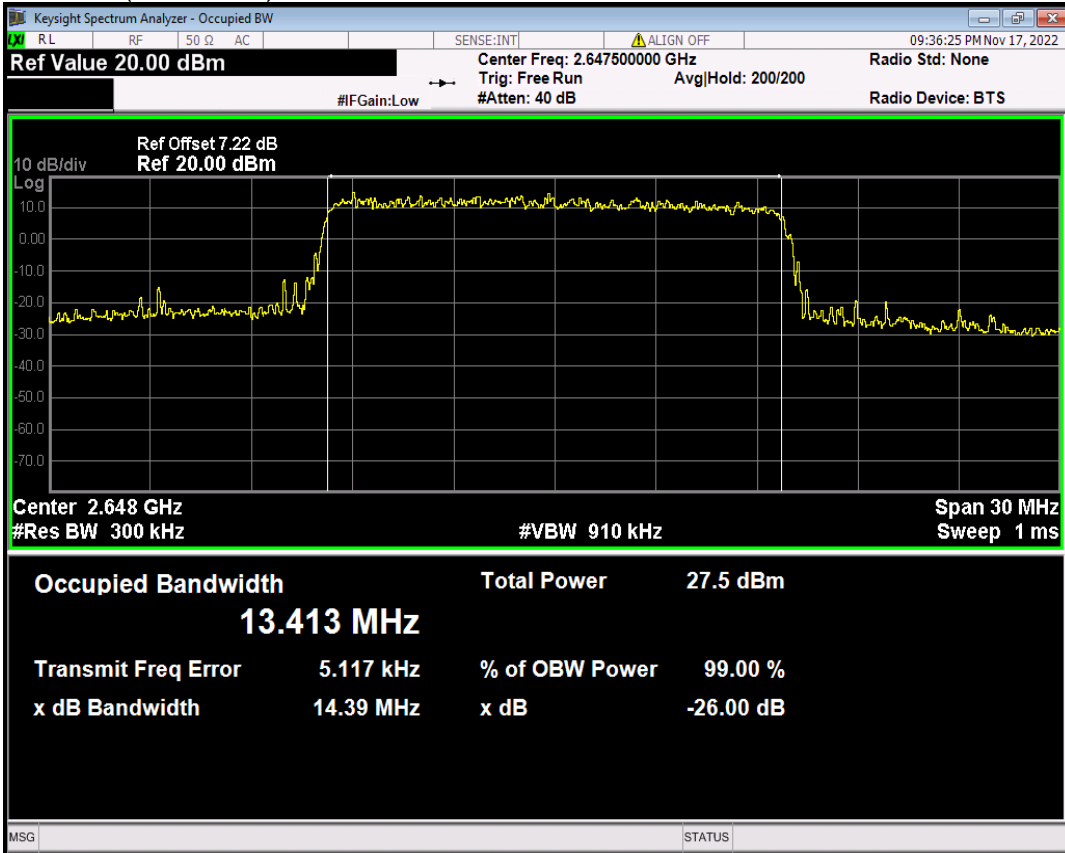 Keysight Spectrum Analyzer - Occupied BW
LXI RL RF 50 Ω AC SENSE:INT ALIGN OFF 09:36:25 PM Nov 17, 2022
Ref Value 20.00 dBm Center Freq: 2.647500000 GHz Radio Std: None
Trig: Free Run Avg|Hold: 200/200
#IFGain:Low #Atten: 40 dB Radio Device: BTS
Ref Offset 7.22 dB
10 dB/div Ref 20.00 dBm
Log
10.0
0.00
-10.0
-20.0
-30.0
-40.0
-50.0
-60.0
-70.0
Center 2.648 GHz Span 30 MHz
#Res BW 300 kHz #VBW 910 kHz Sweep 1 ms
Occupied Bandwidth Total Power 27.5 dBm
13.413 MHz
Transmit Freq Error 5.117 kHz % of OBW Power 99.00 %
x dB Bandwidth 14.39 MHz x dB -26.00 dB
MSG STATUS